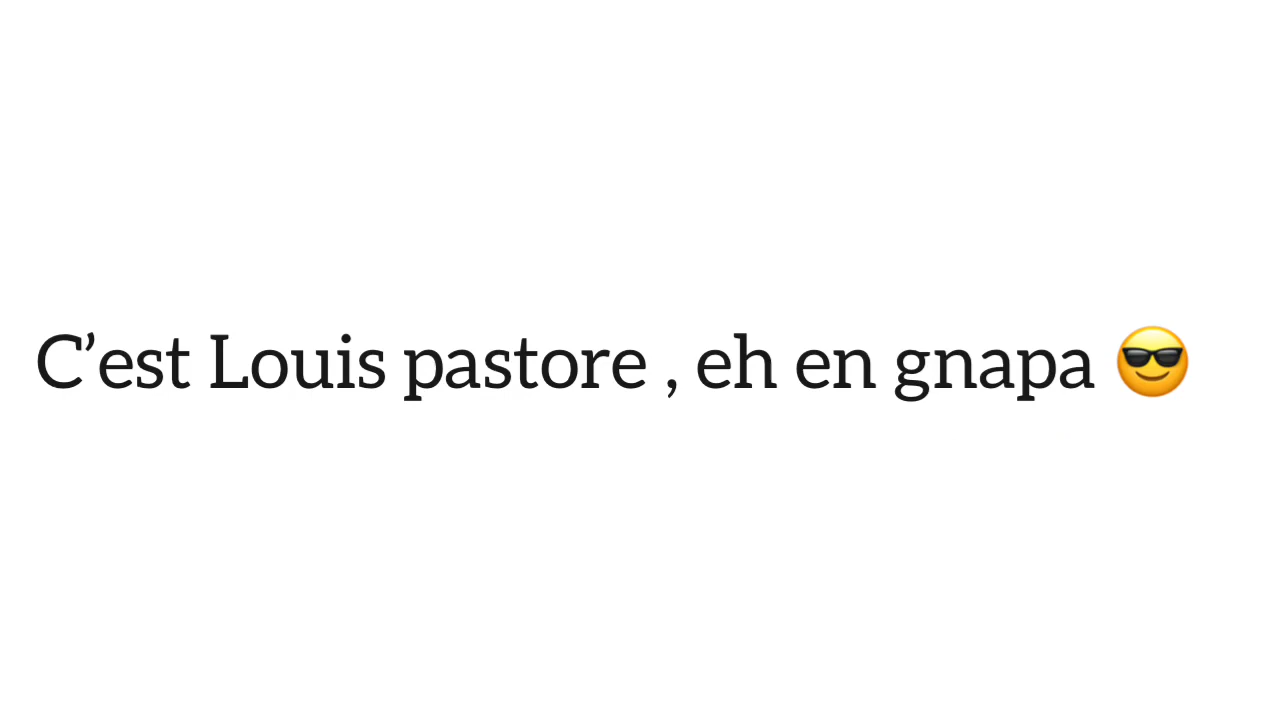 C’est Louis pastore , eh en gnapa 😎